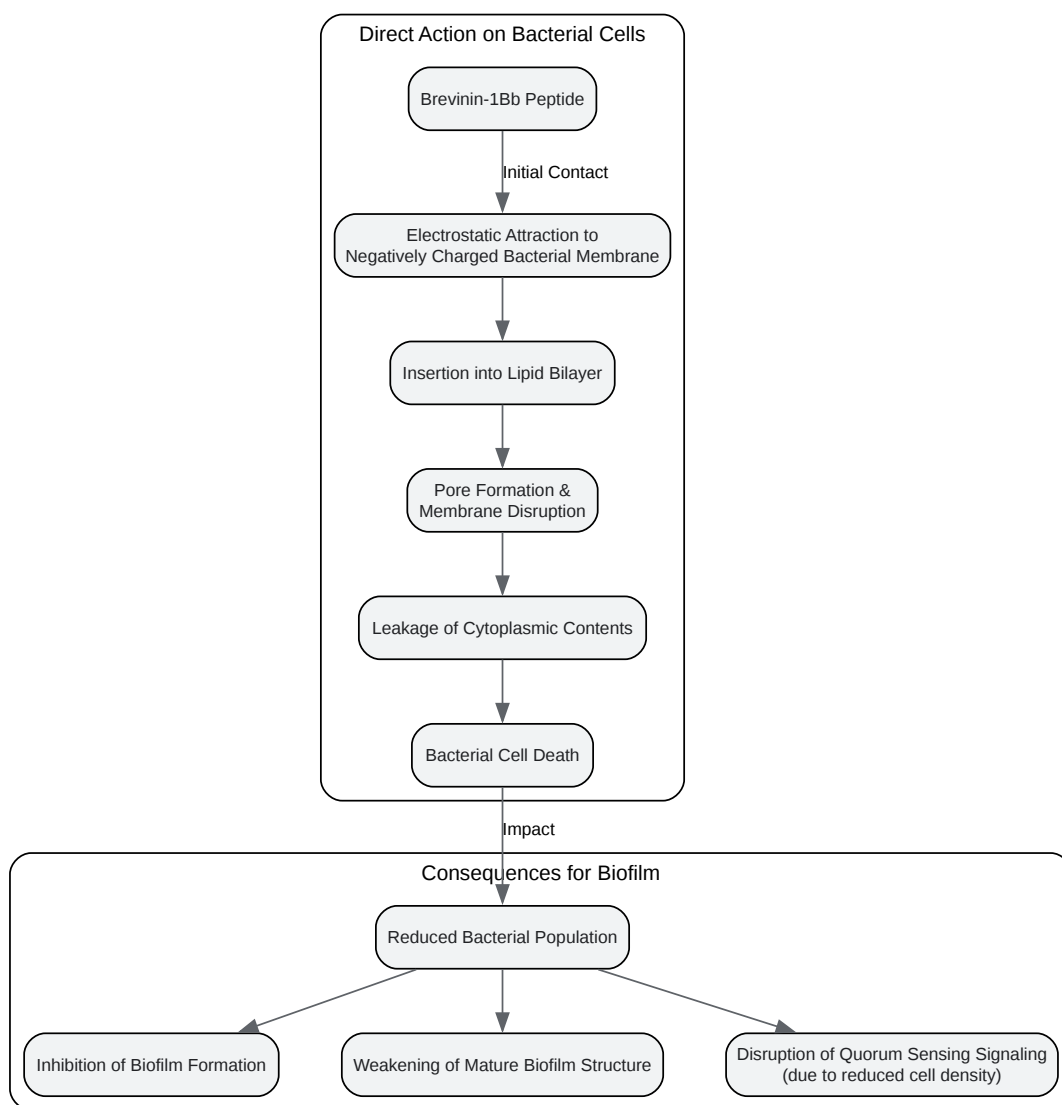 Direct Action on Bacterial Cells
Brevinin-1Bb Peptide
Initial Contact
Electrostatic Attraction to
Negatively Charged Bacterial Membrane
Insertion into Lipid Bilayer
Pore Formation &
Membrane Disruption
Leakage of Cytoplasmic Contents
Bacterial Cell Death
Impact
Consequences for Biofilm
Reduced Bacterial Population
Inhibition of Biofilm Formation
Weakening of Mature Biofilm Structure
Disruption of Quorum Sensing Signaling
(due to reduced cell density)